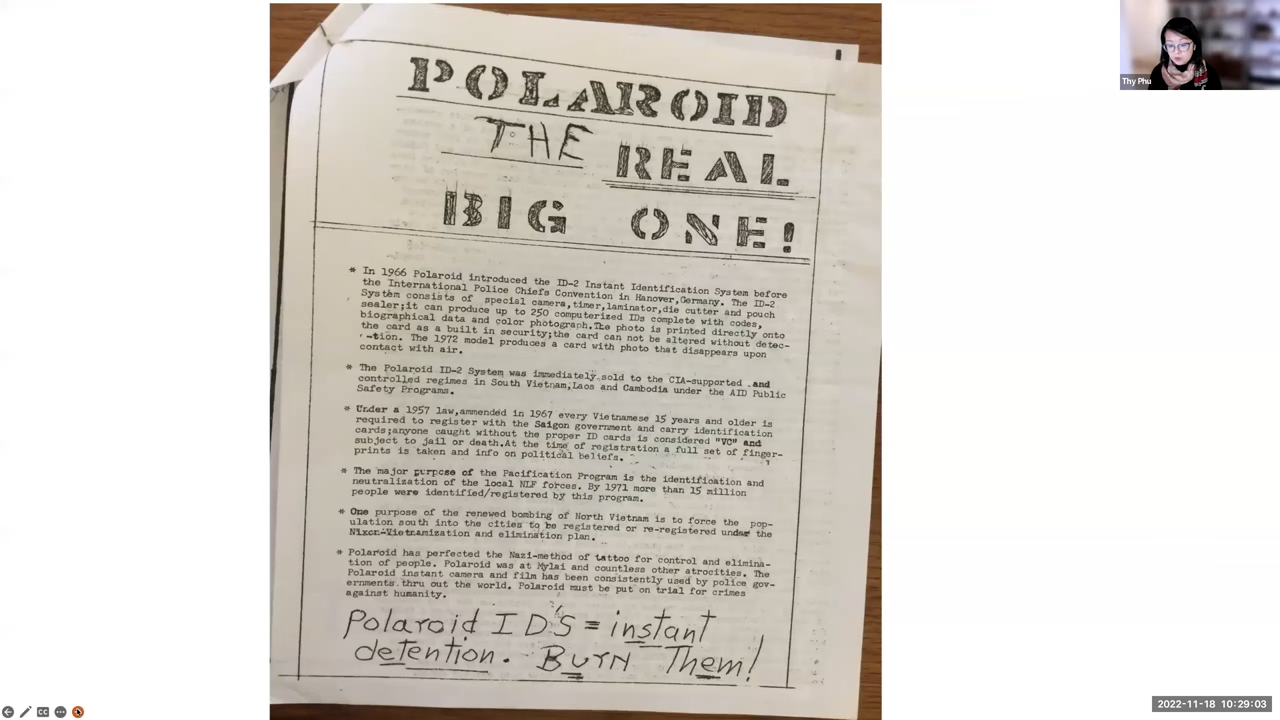 POLAROID
THE REAL
BIG ONE!
* In 1966 Polaroid introduced the ID-2 Instant Identification System before
the International Police Chiefs Convention in Hanover,Germany. The ID-2
System consists of special camera,timer,laminator,die cutter and pouch
sealer;it can produce up to 250 computerized IDs complete with codes,
biographical data and color photograph.The photo is printed directly onto
the card as a built in security;the card can not be altered without detec-
-tion. The 1972 model produces a card with photo that disappears upon
contact with air.
* The Polaroid ID-2 System was immediately sold to the CIA-supported and
controlled regimes in South Vietnam,Laos and Cambodia under the AID Public
Safety Programs.
* Under a 1957 law,ammended in 1967 every Vietnamese 15 years and older is
required to register with the Saigon government and carry identification
cards;anyone caught without the proper ID cards is considered "VC" and
subject to jail or death.At the time of registration a full set of finger-
prints is taken and info on political beliefs.
* The major purpose of the Pacification Program is the identification and
neutralization of the local NLF forces. By 1971 more than 15 million
people were identified/registered by this program.
* One purpose of the renewed bombing of North Vietnam is to force the pop-
ulation south into the cities to be registered or re-registered under the
Nixon-Vietnamization and elimination plan.
* Polaroid has perfected the Nazi-method of tattoo for control and elimina-
tion of people. Polaroid was at Mylai and countless other atrocities. The
Polaroid instant camera and film has been consistently used by police gov-
ernments thru out the world. Polaroid must be put on trial for crimes
against humanity.
Polaroid ID'S = instant
detention. Burn Them!
Thy Phu
CC
2022-11-18 10:29:03